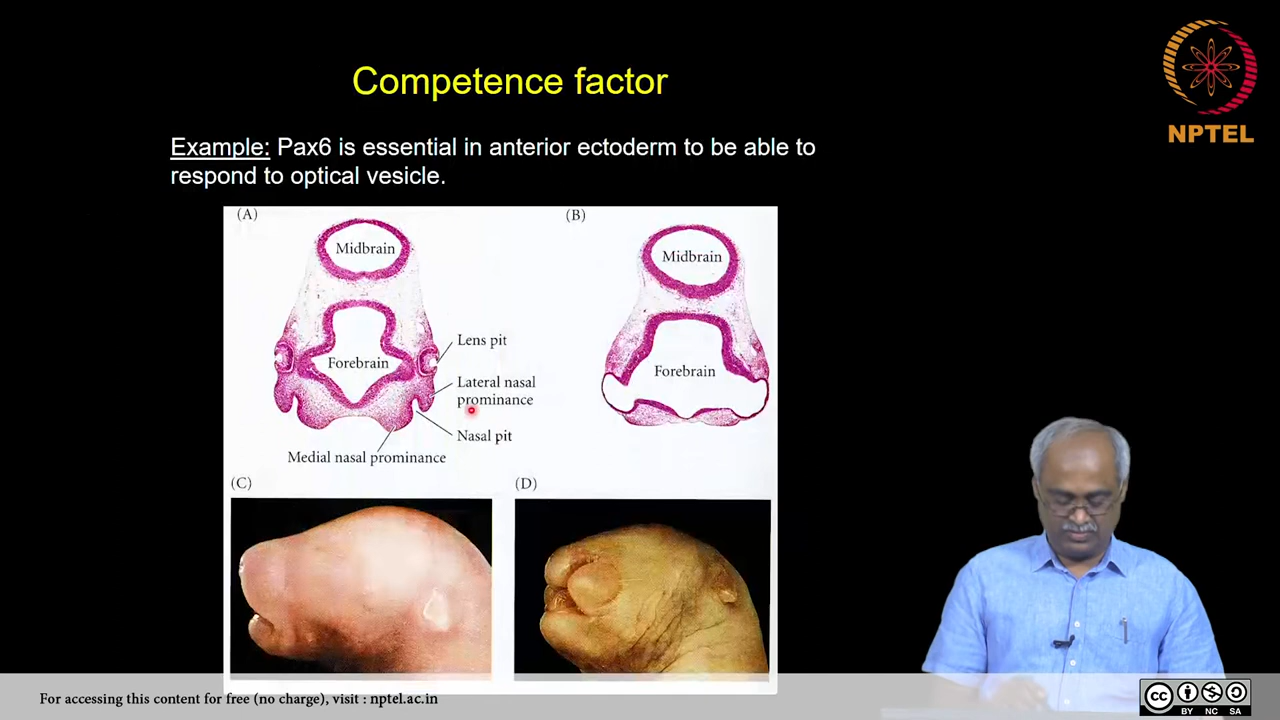 Competence factor
NPTEL
Example: Pax6 is essential in anterior ectoderm to be able to
respond to optical vesicle.
(A)
(B)
Midbrain
Midbrain
Forebrain
Forebrain
Lens pit
Lateral nasal
prominance
Nasal pit
Medial nasal prominance
(C)
(D)
For accessing this content for free (no charge), visit : nptel.ac.in
cc
BY NC SA